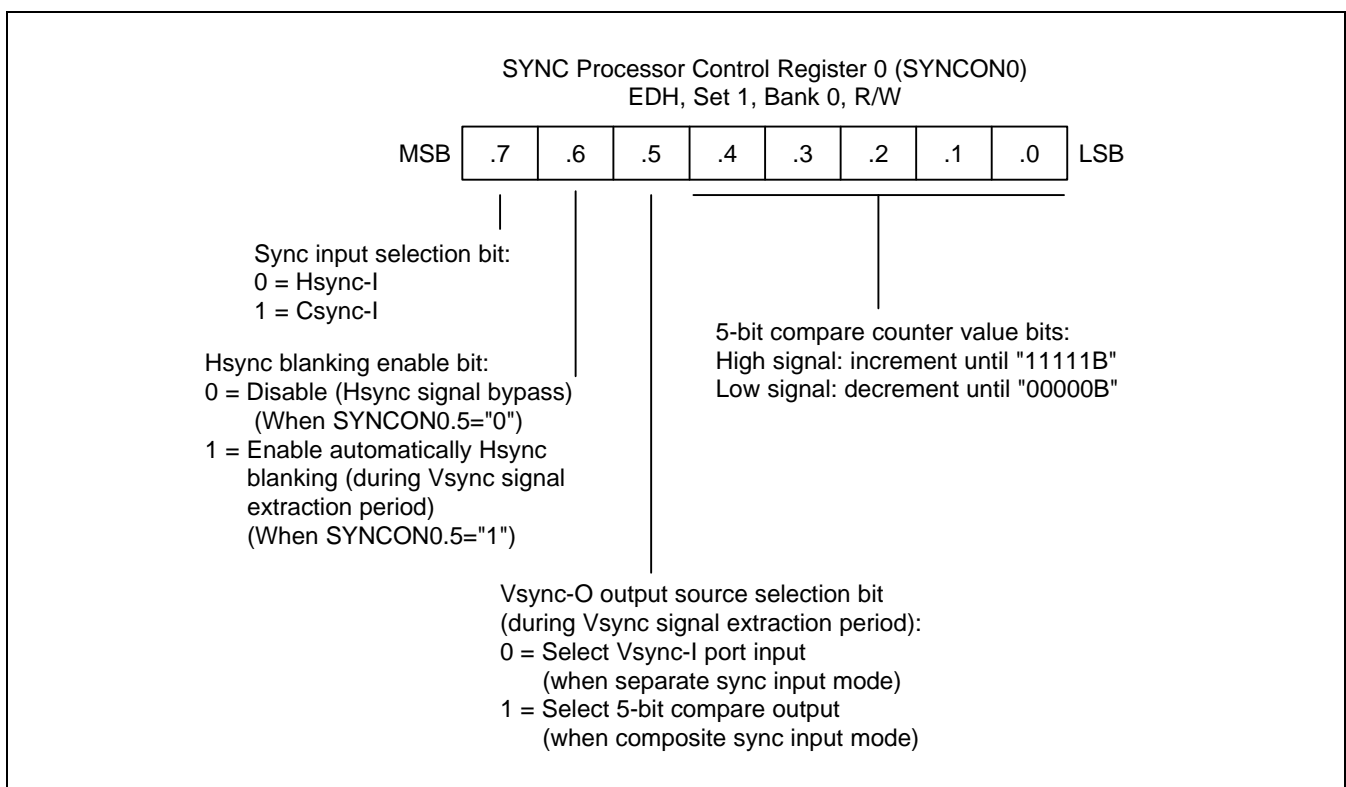 SYNC Processor Control Register 0 (SYNCON0)
EDH, Set 1, Bank 0, R/W
MSB .7 .6 .5 .4 .3 .2 .1 .0 LSB
Sync input selection bit:
0 = Hsync-I
1 = Csync-I
Hsync blanking enable bit:
0 = Disable (Hsync signal bypass)
(When SYNCON0.5="0")
1 = Enable automatically Hsync
blanking (during Vsync signal
extraction period)
(When SYNCON0.5="1")
5-bit compare counter value bits:
High signal: increment until "11111B"
Low signal: decrement until "00000B"
Vsync-O output source selection bit
(during Vsync signal extraction period):
0 = Select Vsync-I port input
(when separate sync input mode)
1 = Select 5-bit compare output
(when composite sync input mode)